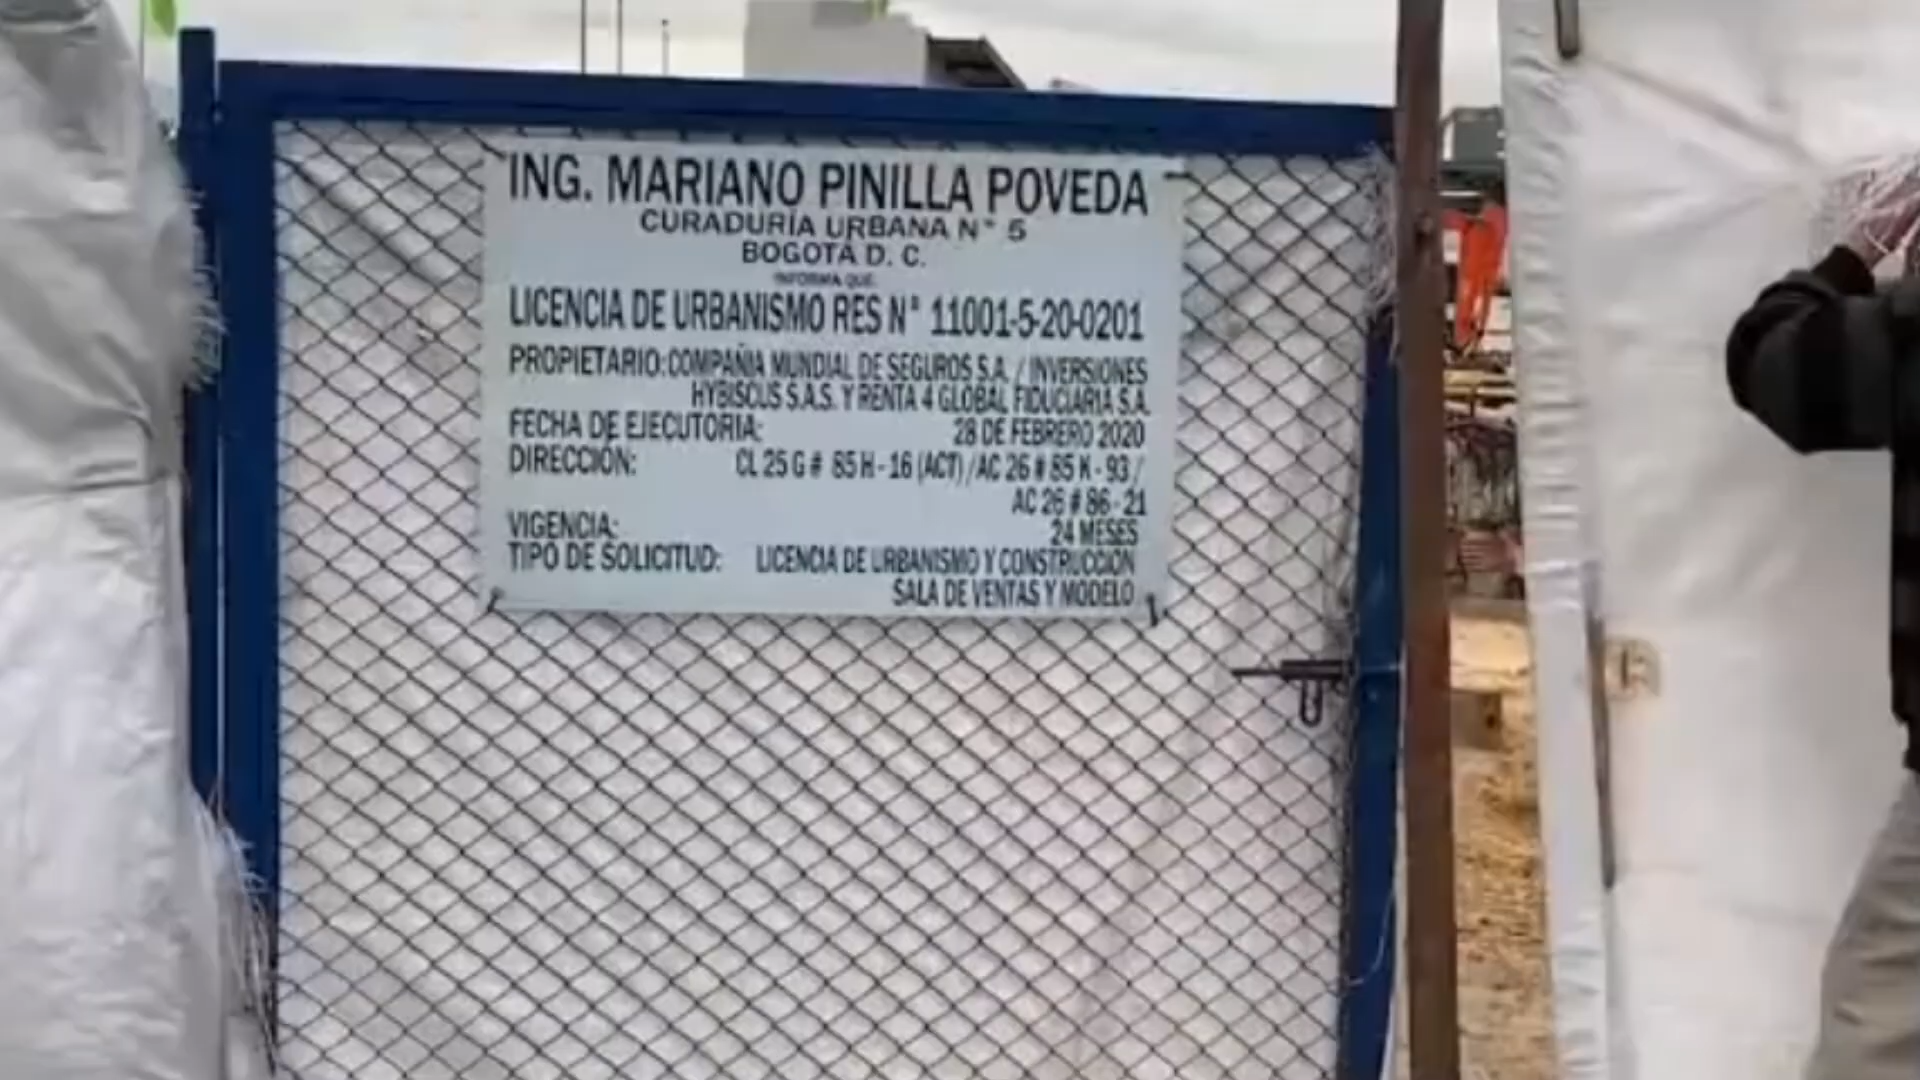 ING. MARIANO PINILLA POVEDA
CURADURÍA URBANA N° 5
BOGOTÁ D. C.
INFORMA QUE:
LICENCIA DE URBANISMO RES N° 11001-5-20-0201
PROPIETARIO: COMPAÑIA MUNDIAL DE SEGUROS S.A. / INVERSIONES
HYBISCUS S.A.S. Y RENTA 4 GLOBAL FIDUCIARIA S.A.
FECHA DE EJECUTORIA: 28 DE FEBRERO 2020
DIRECCIÓN: CL 25 G # 85 H - 16 (ACT) / AC 26 # 85 K - 93 /
AC 26 # 86 - 21
VIGENCIA: 24 MESES
TIPO DE SOLICITUD: LICENCIA DE URBANISMO Y CONSTRUCCIÓN
SALA DE VENTAS Y MODELO